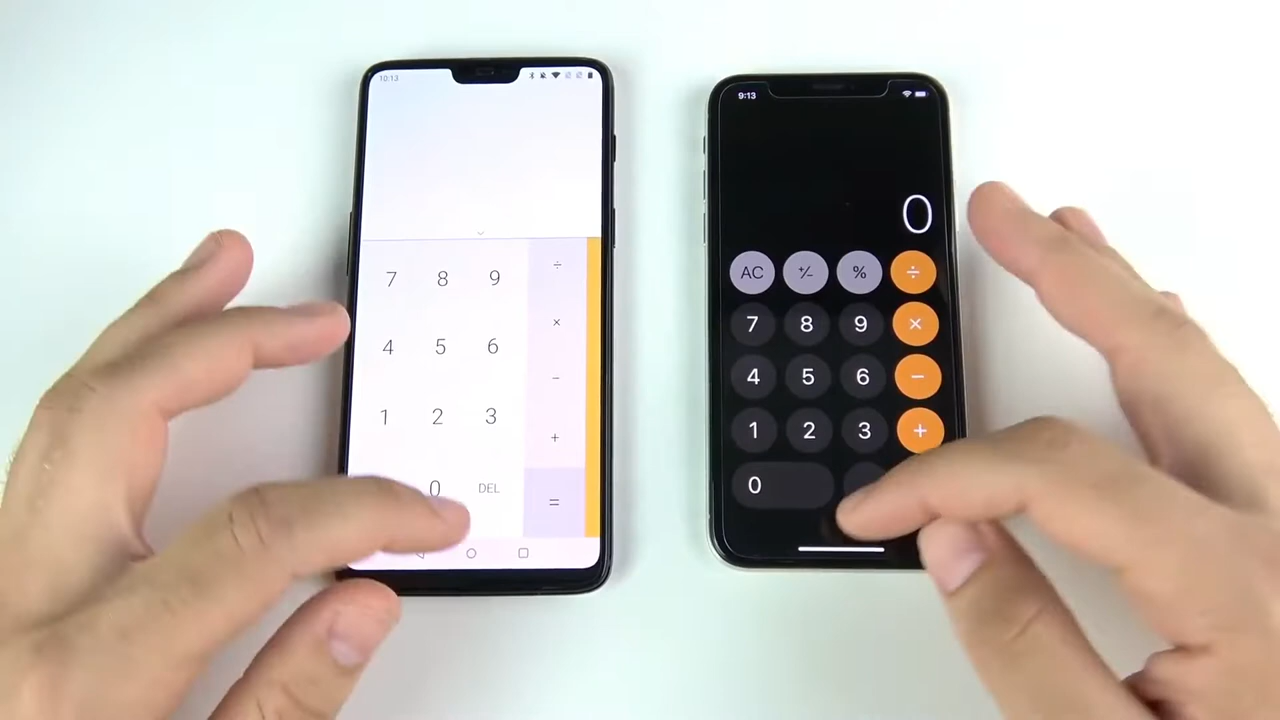 10:13
7 8 9 ÷
4 5 6 ×
−
1 2 3 +
0 DEL =
9:13
0
AC +/− % ÷
7 8 9 ×
4 5 6 −
1 2 3 +
0